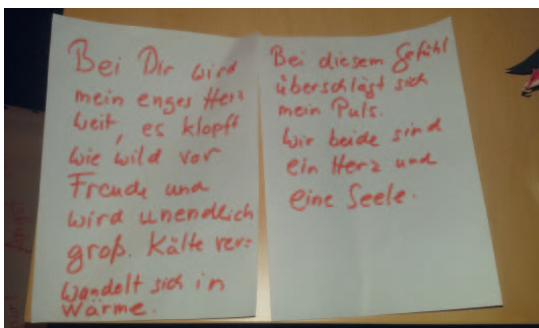 Bei Dir wird
mein enges Herz
weit, es klopft
wie wild vor
Freude und
wird unendlich
groß. Kälte ver=
wandelt sich in
Wärme.
Bei diesem Gefühl
überschlägt sich
mein Puls.
Wir beide sind
ein Herz und
eine Seele.